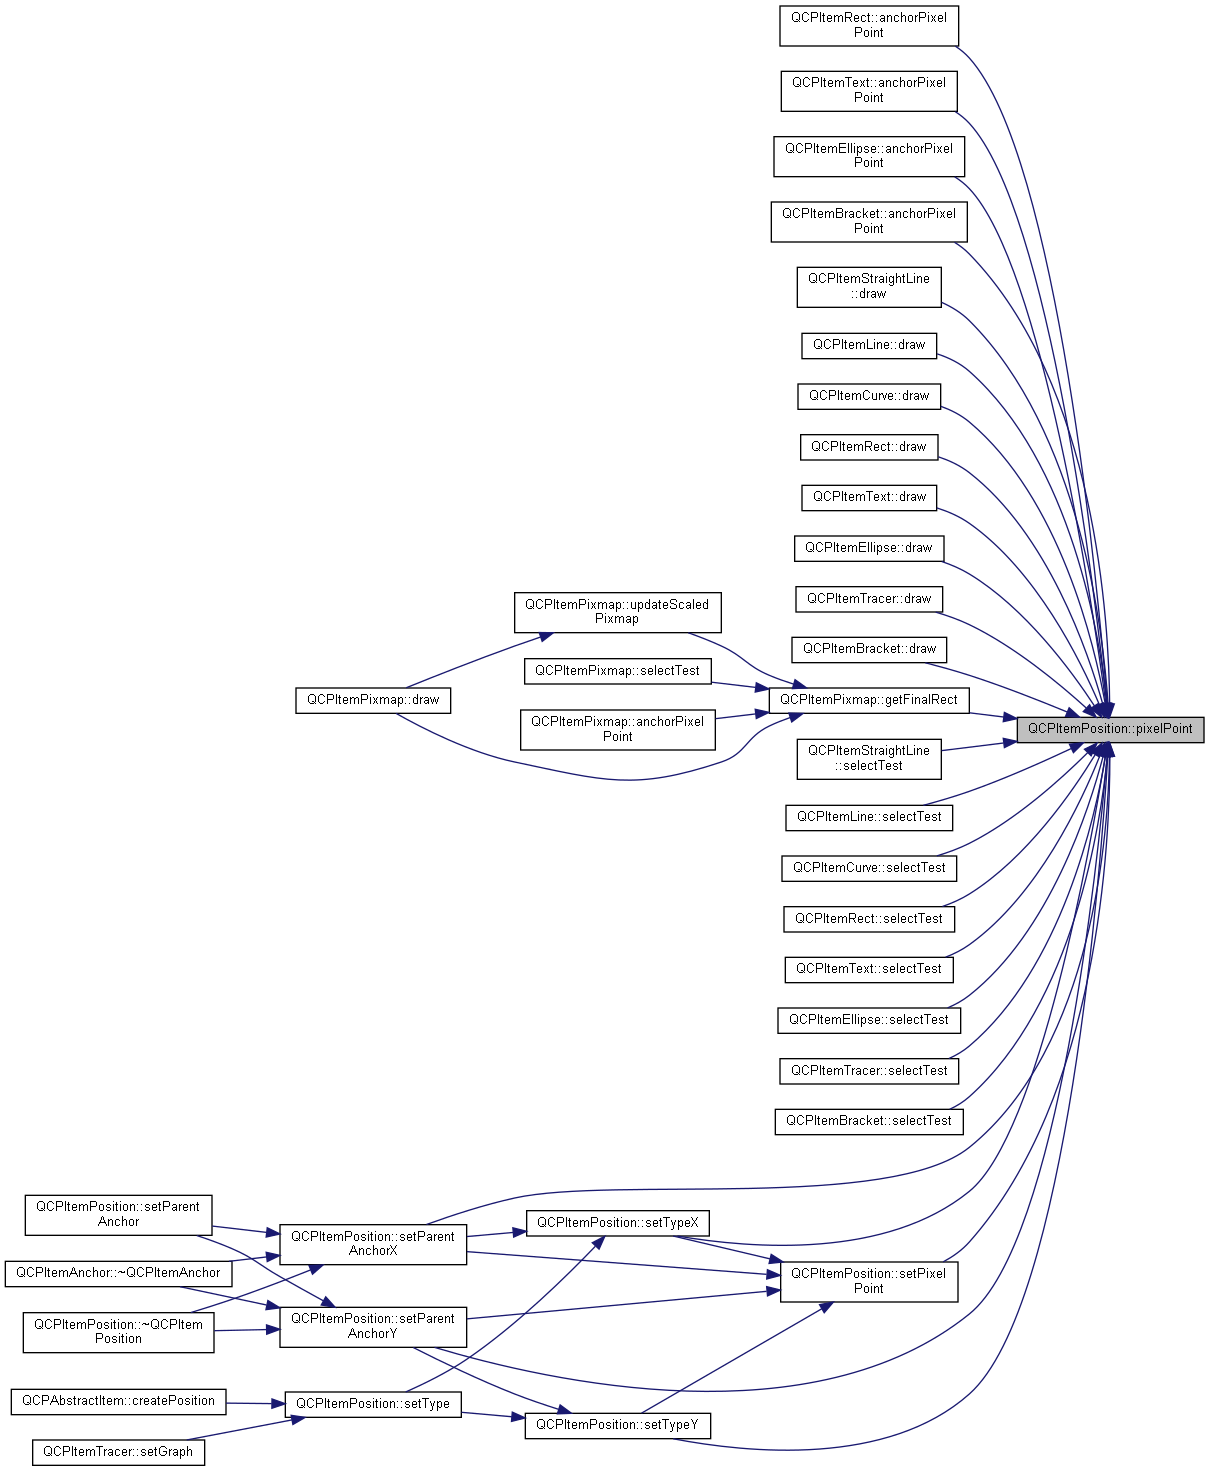 QCPItemRect::anchorPixel
Point
QCPItemText::anchorPixel
Point
QCPItemEllipse::anchorPixel
Point
QCPItemBracket::anchorPixel
Point
QCPItemStraightLine
::draw
QCPItemLine::draw
QCPItemCurve::draw
QCPItemRect::draw
QCPItemText::draw
QCPItemEllipse::draw
QCPItemTracer::draw
QCPItemBracket::draw
QCPItemPixmap::updateScaled
Pixmap
QCPItemPixmap::selectTest
QCPItemPixmap::draw
QCPItemPixmap::getFinalRect
QCPItemPixmap::anchorPixel
Point
QCPItemPosition::pixelPoint
QCPItemStraightLine
::selectTest
QCPItemLine::selectTest
QCPItemCurve::selectTest
QCPItemRect::selectTest
QCPItemText::selectTest
QCPItemEllipse::selectTest
QCPItemTracer::selectTest
QCPItemBracket::selectTest
QCPItemPosition::setParent
Anchor
QCPItemPosition::setTypeX
QCPItemPosition::setParent
AnchorX
QCPItemAnchor::~QCPItemAnchor
QCPItemPosition::setPixel
Point
QCPItemPosition::~QCPItem
Position
QCPItemPosition::setParent
AnchorY
QCPAbstractItem::createPosition
QCPItemPosition::setType
QCPItemPosition::setTypeY
QCPItemTracer::setGraph